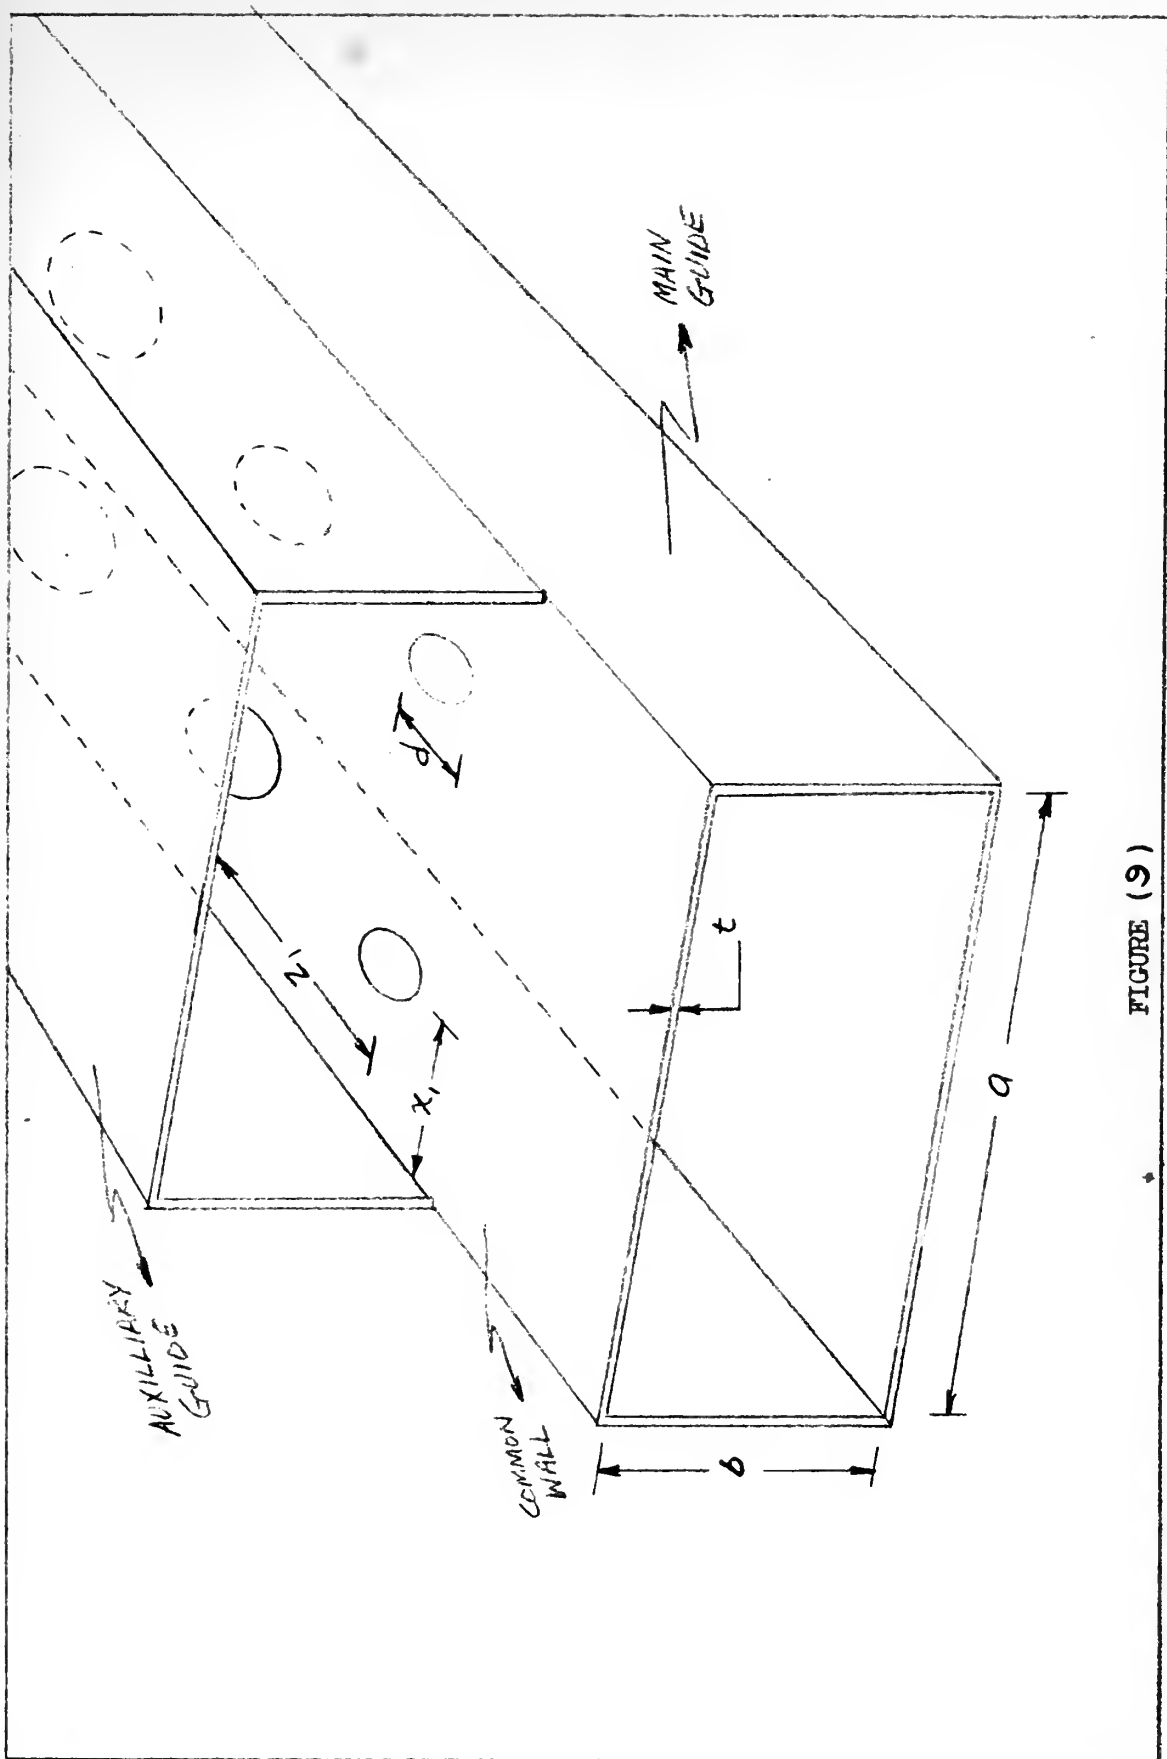 AUXILLIARY
GUIDE
COMMON
WALL
MAIN
GUIDE
z₁
x₁
d
t
b
a
FIGURE (9)